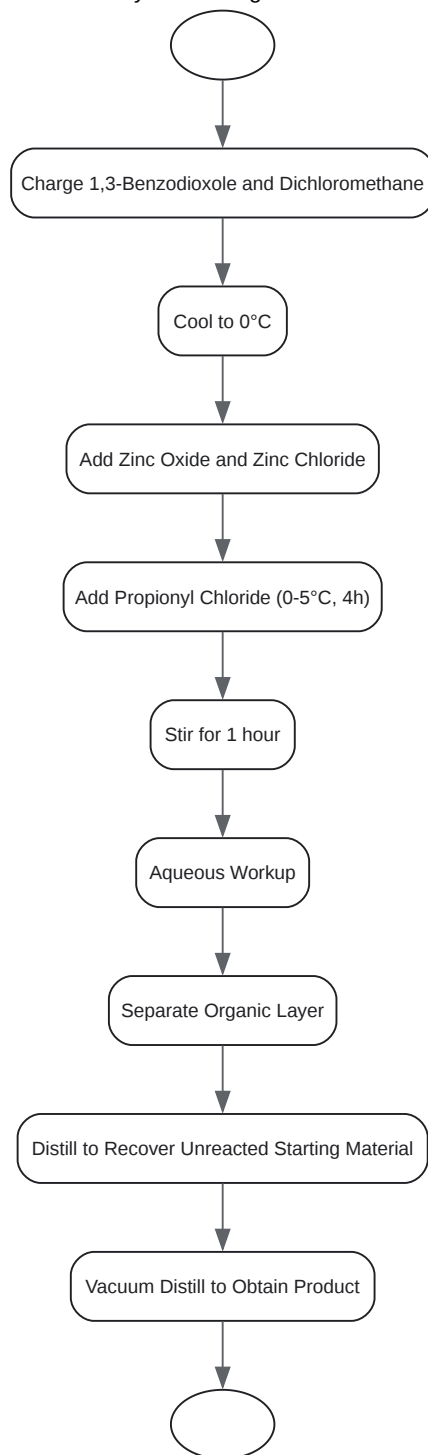 Charge 1,3-Benzodioxole and Dichloromethane
Cool to 0°C
Add Zinc Oxide and Zinc Chloride
Add Propionyl Chloride (0-5°C, 4h)
Stir for 1 hour
Aqueous Workup
Separate Organic Layer
Distill to Recover Unreacted Starting Material
Vacuum Distill to Obtain Product